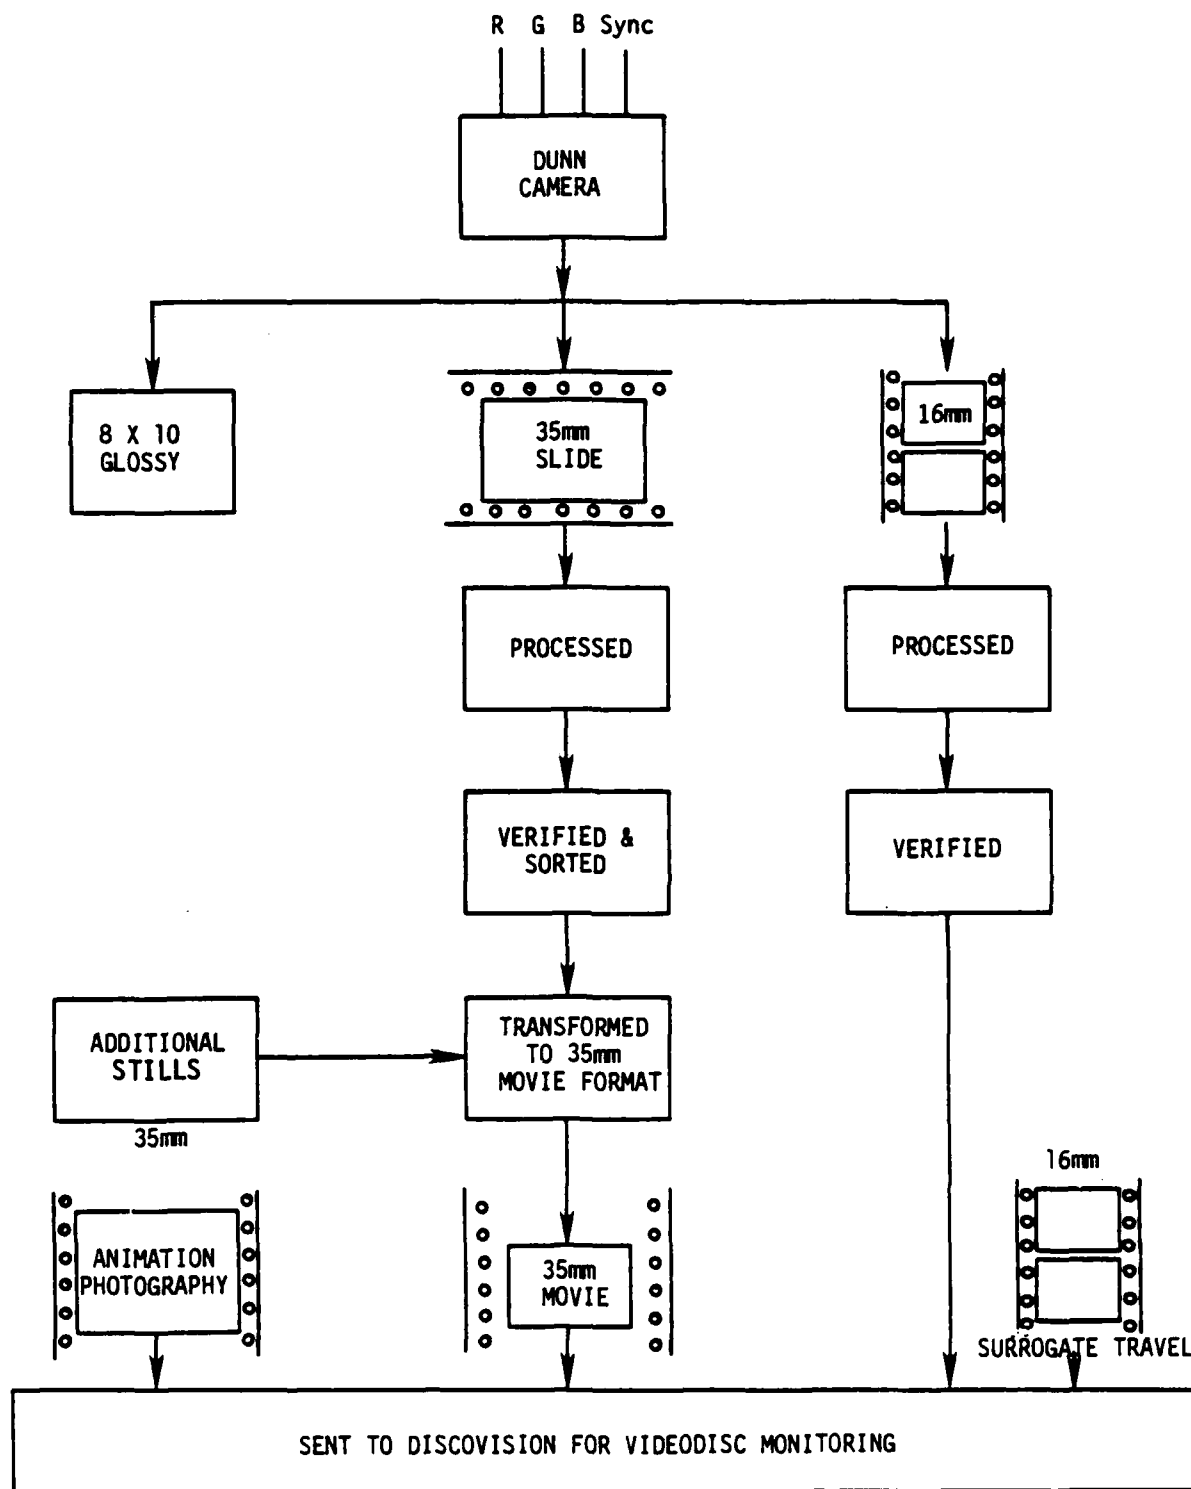 R G B Sync
DUNN
CAMERA
8 X 10
GLOSSY
35mm
SLIDE
16mm
PROCESSED
PROCESSED
VERIFIED &
SORTED
VERIFIED
ADDITIONAL
STILLS
TRANSFORMED
TO 35mm
MOVIE FORMAT
35mm
ANIMATION
PHOTOGRAPHY
35mm
MOVIE
16mm
SURROGATE TRAVEL
SENT TO DISCOVISION FOR VIDEODISC MONITORING